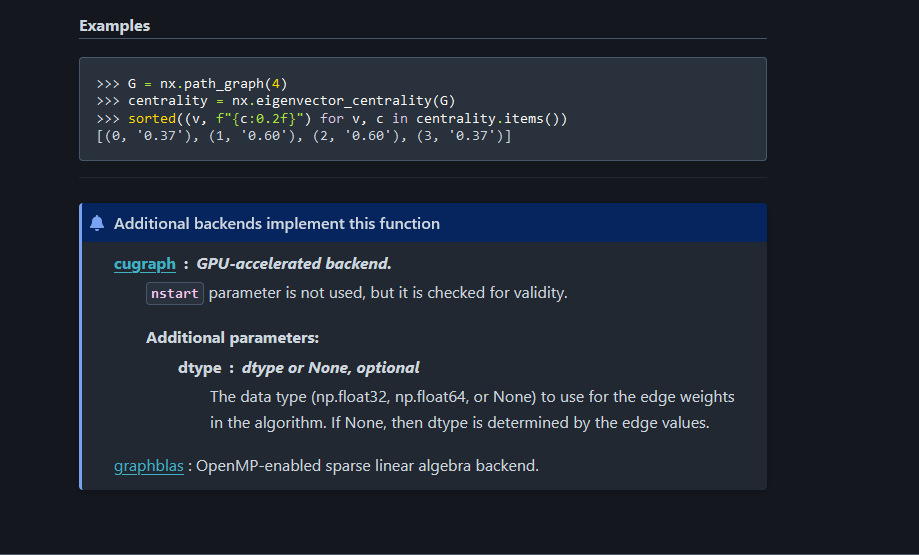 Examples
>>> G = nx.path_graph(4)
>>> centrality = nx.eigenvector_centrality(G)
>>> sorted((v, f"{c:0.2f}") for v, c in centrality.items())
[(0, '0.37'), (1, '0.60'), (2, '0.60'), (3, '0.37')]
Additional backends implement this function
cugraph : GPU-accelerated backend.
nstart parameter is not used, but it is checked for validity.
Additional parameters:
dtype : dtype or None, optional
The data type (np.float32, np.float64, or None) to use for the edge weights
in the algorithm. If None, then dtype is determined by the edge values.
graphblas : OpenMP-enabled sparse linear algebra backend.